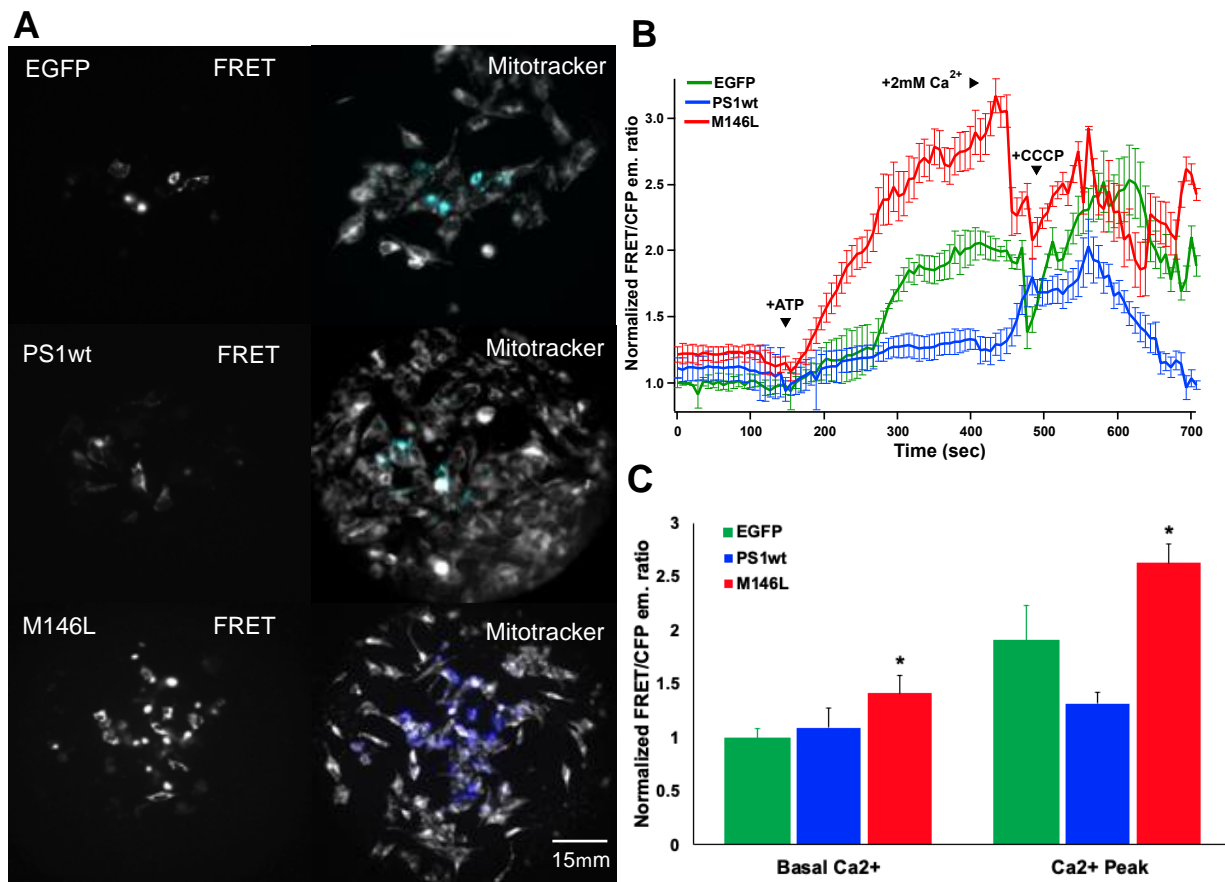 A
EGFP FRET
Mitotracker
PS1wt FRET
Mitotracker
M146L FRET
Mitotracker
15mm
B
EGFP
PS1wt
M146L
+2mM Ca²⁺
+CCCP
+ATP
Normalized FRET/CFP em. ratio
3.0
2.5
2.0
1.5
1.0
0 100 200 300 400 500 600 700
Time (sec)
C
EGFP
PS1wt
M146L
*
*
Normalized FRET/CFP em. ratio
3
2.5
2
1.5
1
0.5
0
Basal Ca2+ Ca2+ Peak